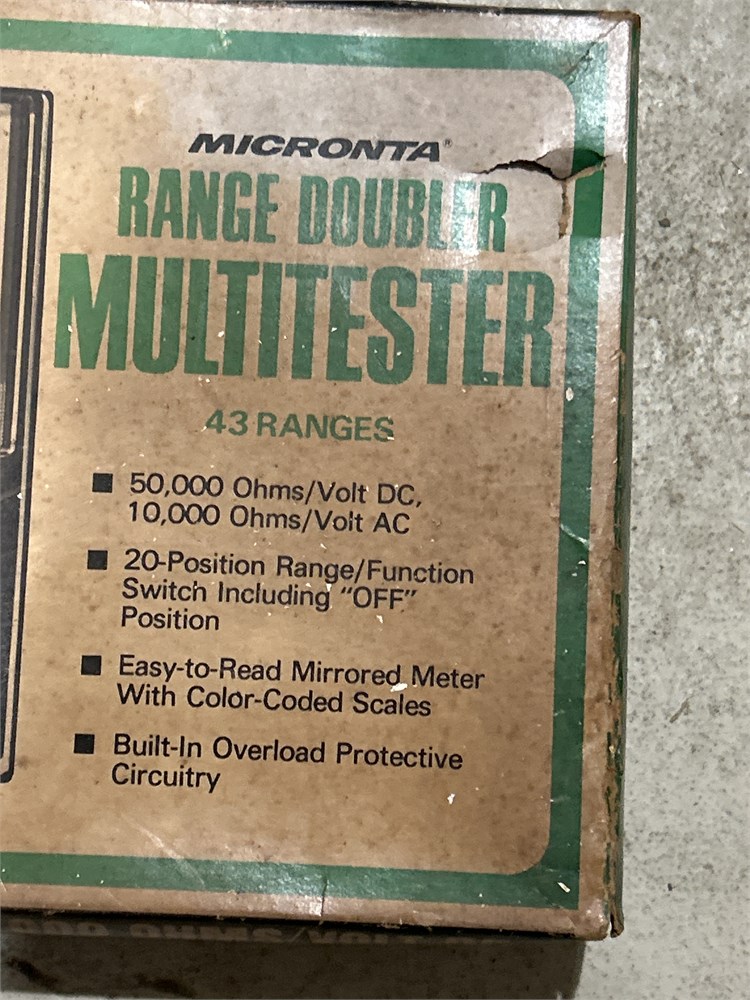 MICRONTA®
RANGE DOUBLER
MULTITESTER
43 RANGES
■ 50,000 Ohms/Volt DC,
10,000 Ohms/Volt AC
■ 20-Position Range/Function
Switch Including “OFF”
Position
■ Easy-to-Read Mirrored Meter
With Color-Coded Scales
■ Built-In Overload Protective
Circuitry